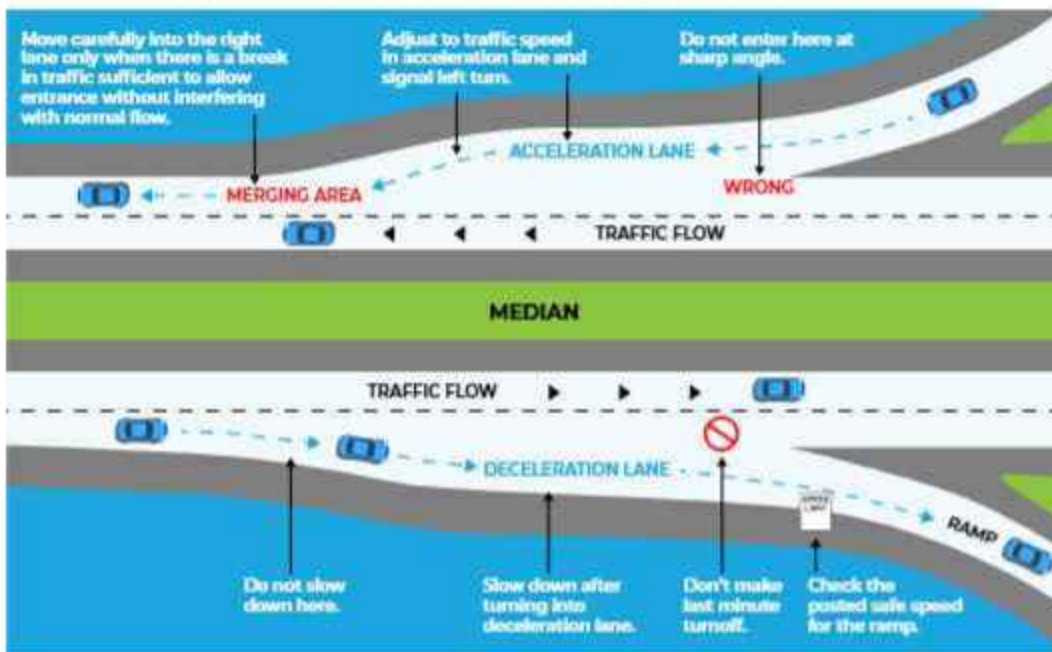 Move carefully into the right
lane only when there is a break
in traffic sufficient to allow
entrance without interfering
with normal flow.
Adjust to traffic speed
in acceleration lane and
signal left turn.
Do not enter here at
sharp angle.
ACCELERATION LANE
MERGING AREA
WRONG
TRAFFIC FLOW
MEDIAN
TRAFFIC FLOW
DECELERATION LANE
SPEED
LIMIT
RAMP
Do not slow
down here.
Slow down after
turning into
deceleration lane.
Don't make
last minute
turnoff.
Check the
posted safe speed
for the ramp.